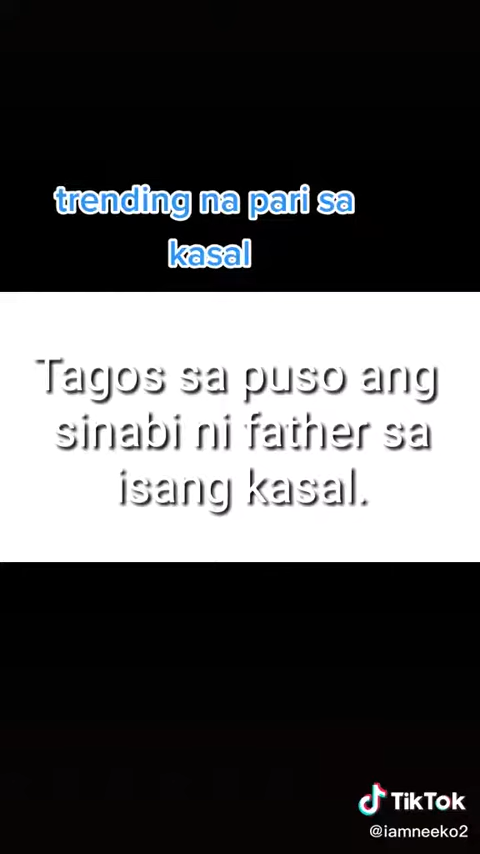 trending na pari sa
kasal
Tagos sa puso ang
sinabi ni father sa
isang kasal.
TikTok
@iamneeko2